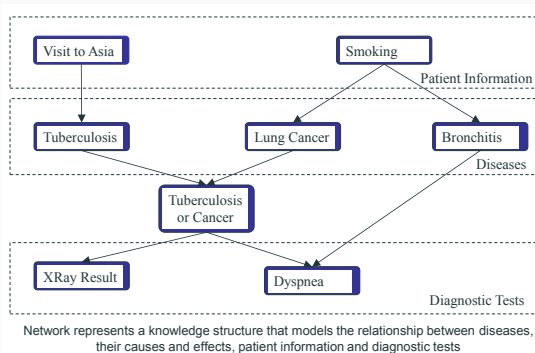 Visit to Asia
Smoking
Patient Information
Tuberculosis
Lung Cancer
Bronchitis
Diseases
Tuberculosis
or Cancer
XRay Result
Dyspnea
Diagnostic Tests
Network represents a knowledge structure that models the relationship between diseases,
their causes and effects, patient information and diagnostic tests